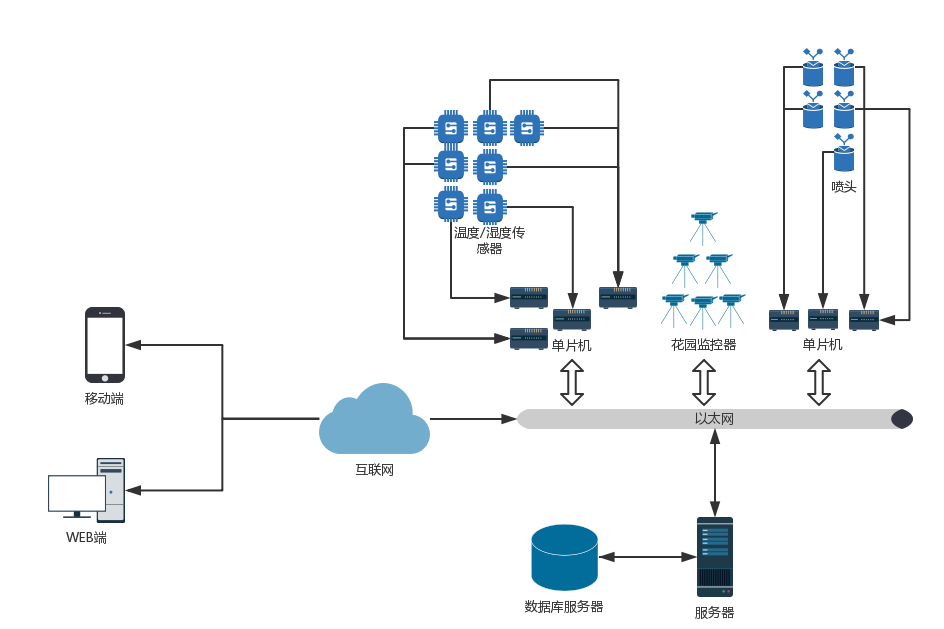 喷头
温度/湿度传
感器
单片机
花园监控器
单片机
移动端
以太网
互联网
WEB端
数据库服务器
服务器